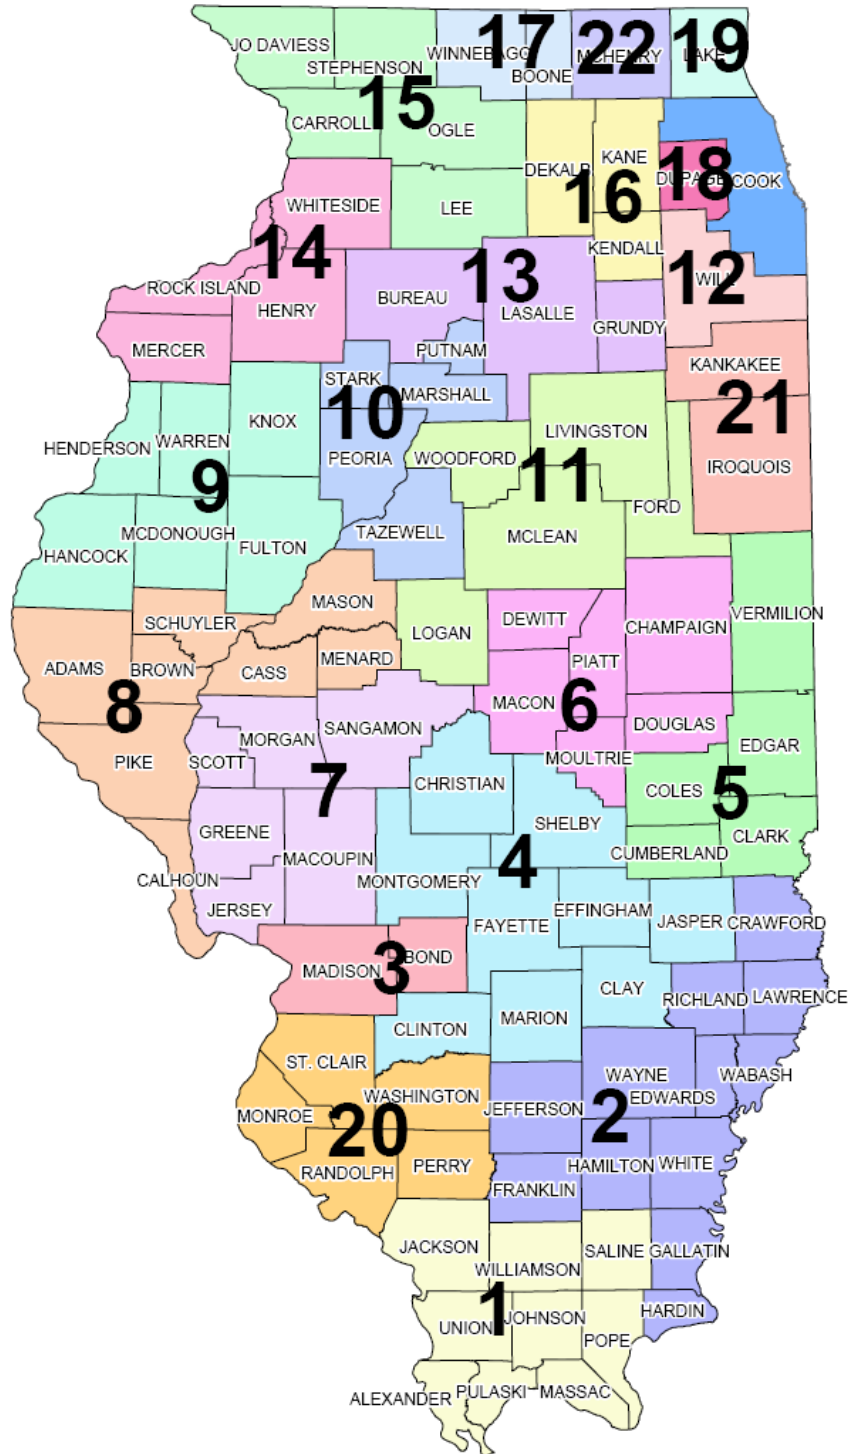 JO DAVIESS
STEPHENSON
WINNEBAGO
BOONE
MCHENRY
LAKE
17
22
19
15
CARROLL
OGLE
DEKALB
KANE
DUPAGE
COOK
18
16
WHITESIDE
LEE
KENDALL
14
13
12
WILL
ROCK ISLAND
HENRY
BUREAU
LASALLE
GRUNDY
MERCER
PUTNAM
KANKAKEE
STARK
MARSHALL
10
21
KNOX
HENDERSON
WARREN
PEORIA
WOODFORD
LIVINGSTON
IROQUOIS
9
11
FORD
HANCOCK
MCDONOUGH
FULTON
TAZEWELL
MCLEAN
MASON
SCHUYLER
LOGAN
DEWITT
CHAMPAIGN
VERMILION
ADAMS
BROWN
CASS
MENARD
PIATT
8
MACON
6
DOUGLAS
PIKE
SCOTT
MORGAN
SANGAMON
MOULTRIE
EDGAR
7
CHRISTIAN
COLES
5
GREENE
SHELBY
CLARK
MACOUPIN
CUMBERLAND
CALHOUN
MONTGOMERY
4
JERSEY
FAYETTE
EFFINGHAM
JASPER
CRAWFORD
MADISON
3
BOND
CLAY
RICHLAND
LAWRENCE
CLINTON
MARION
ST. CLAIR
WASHINGTON
WAYNE
EDWARDS
WABASH
MONROE
20
JEFFERSON
2
RANDOLPH
PERRY
HAMILTON
WHITE
FRANKLIN
JACKSON
WILLIAMSON
SALINE
GALLATIN
1
UNION
JOHNSON
POPE
HARDIN
ALEXANDER
PULASKI
MASSAC